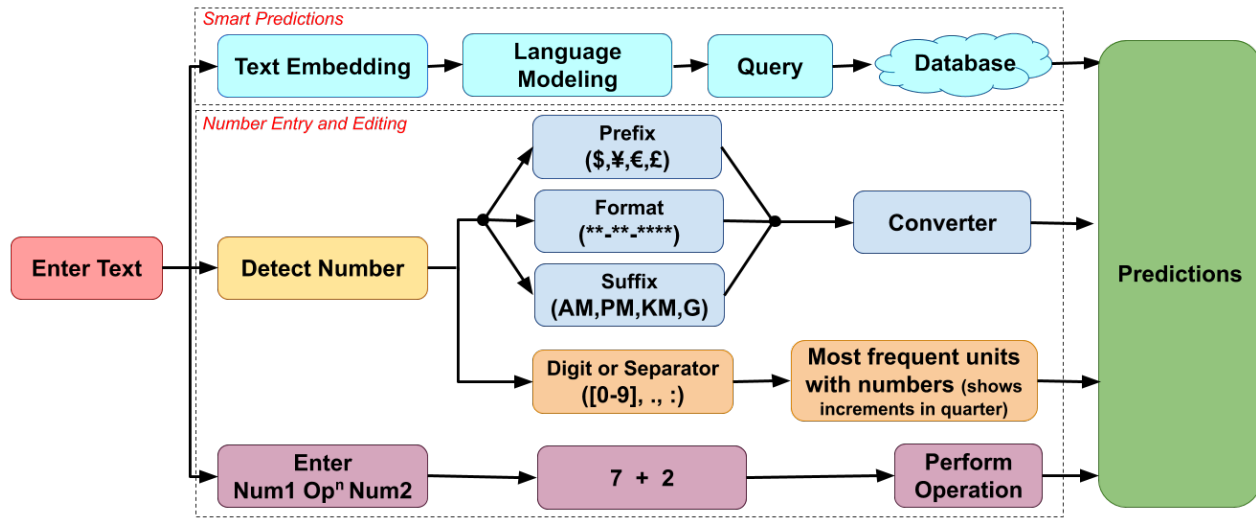 Smart Predictions
Text Embedding
Language
Modeling
Query
Database
Number Entry and Editing
Prefix
($,¥,€,£)
Format
(**-**-****)
Converter
Enter Text
Detect Number
Suffix
(AM,PM,KM,G)
Predictions
Digit or Separator
([0-9], ., :)
Most frequent units
with numbers (shows
increments in quarter)
Enter
Num1 Opⁿ Num2
7 + 2
Perform
Operation